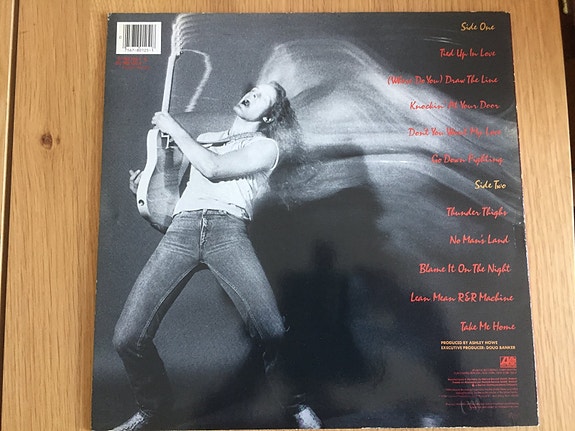 Side One
Tied Up In Love
(Where Do You) Draw The Line
Knockin' At Your Door
Don't You Want My Love
Go Down Fighting
Side Two
Thunder Thighs
No Man's Land
Blame It On The Night
Lean Mean R&R Machine
Take Me Home
PRODUCED BY ASHLEY HOWE
EXECUTIVE PRODUCER: DOUG BANKER